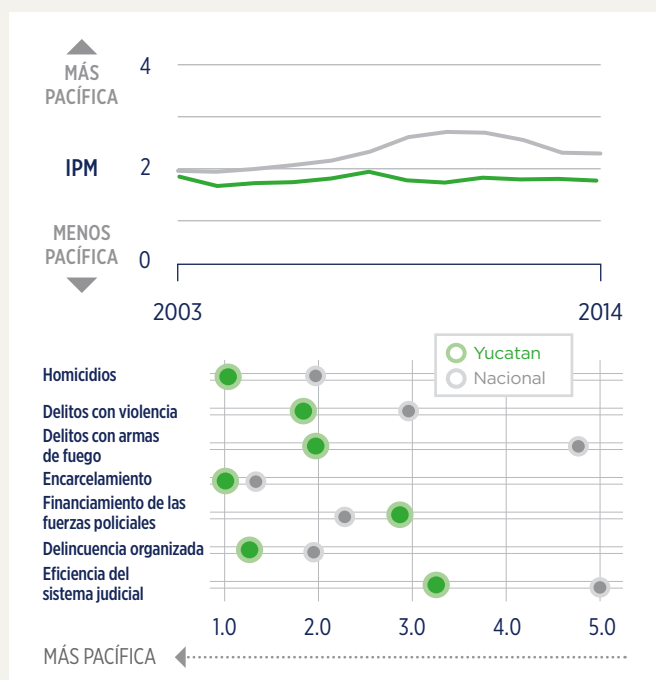 MÁS
PACÍFICA
4
IPM
2
MENOS
PACÍFICA
0
2003
2014
Yucatan
Nacional
Homicidios
Delitos con violencia
Delitos con armas
de fuego
Encarcelamiento
Financiamiento de las
fuerzas policiales
Delincuencia organizada
Eficiencia del
sistema judicial
1.0 2.0 3.0 4.0 5.0
MÁS PACÍFICA